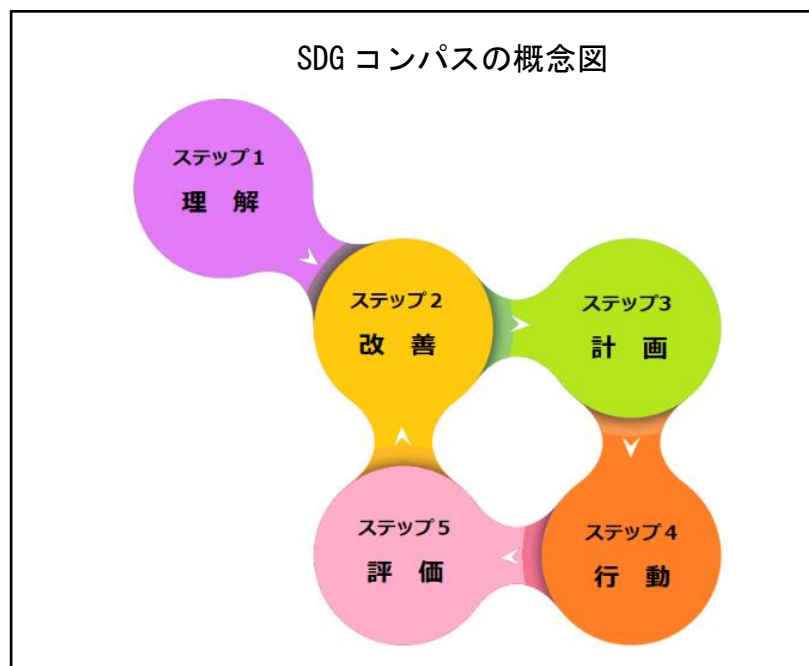 SDG コンパスの概念図
ステップ１
理 解
ステップ２
改 善
ステップ3
計 画
ステップ４
行 動
ステップ５
評 価